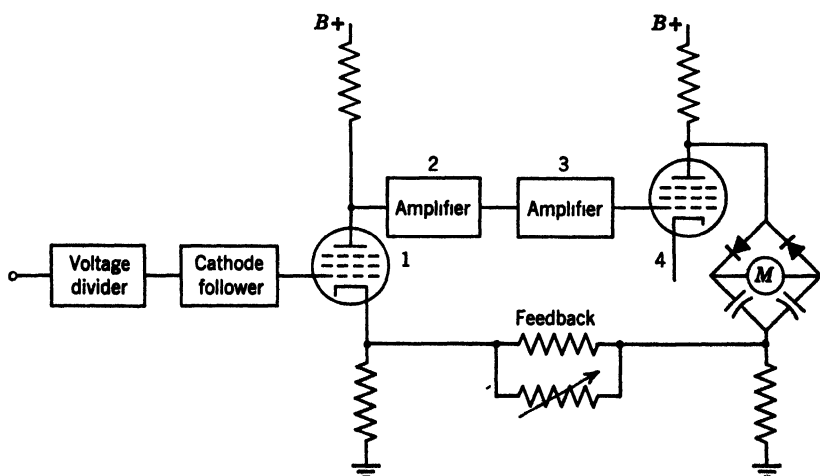 B+
B+
2
3
Amplifier
Amplifier
1
4
Voltage
divider
Cathode
follower
M
Feedback